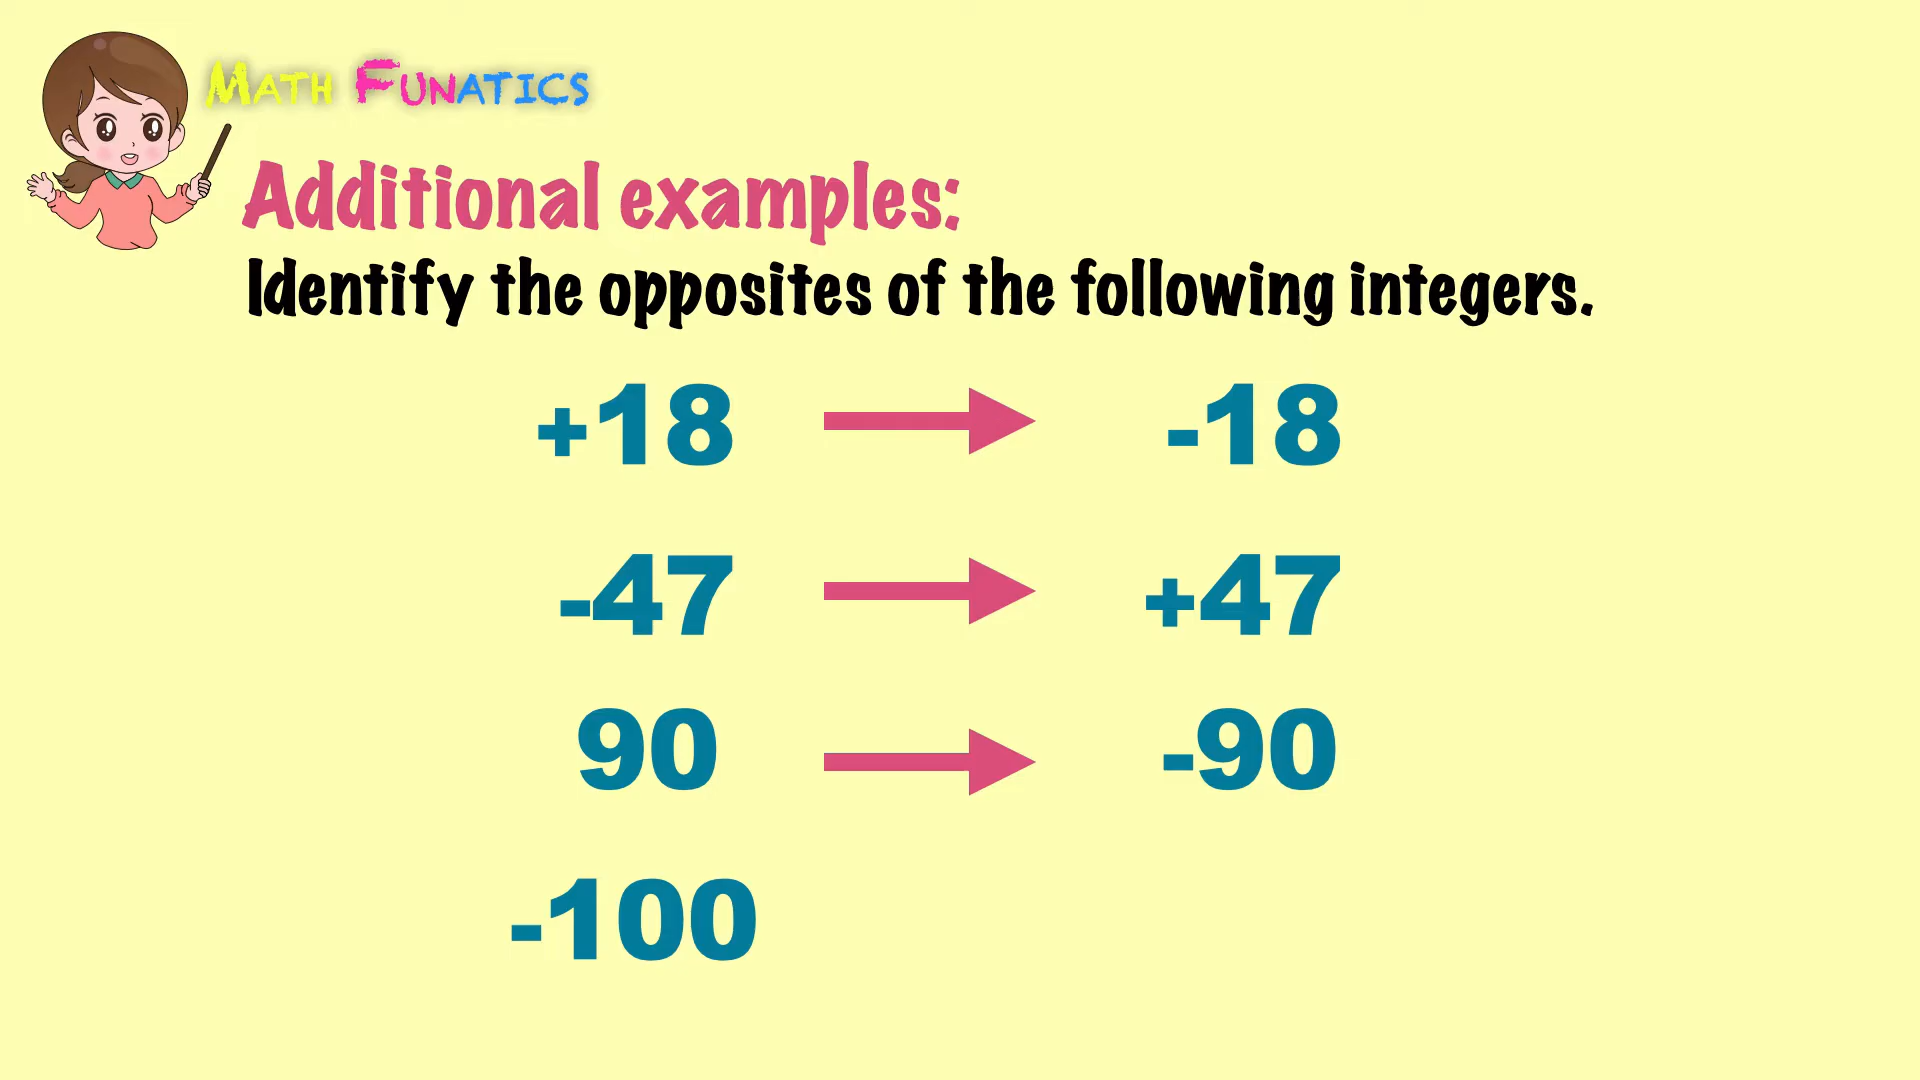 Math Funatics
Additional examples:
Identify the opposites of the following integers.
+18 -18
-47 +47
90 -90
-100